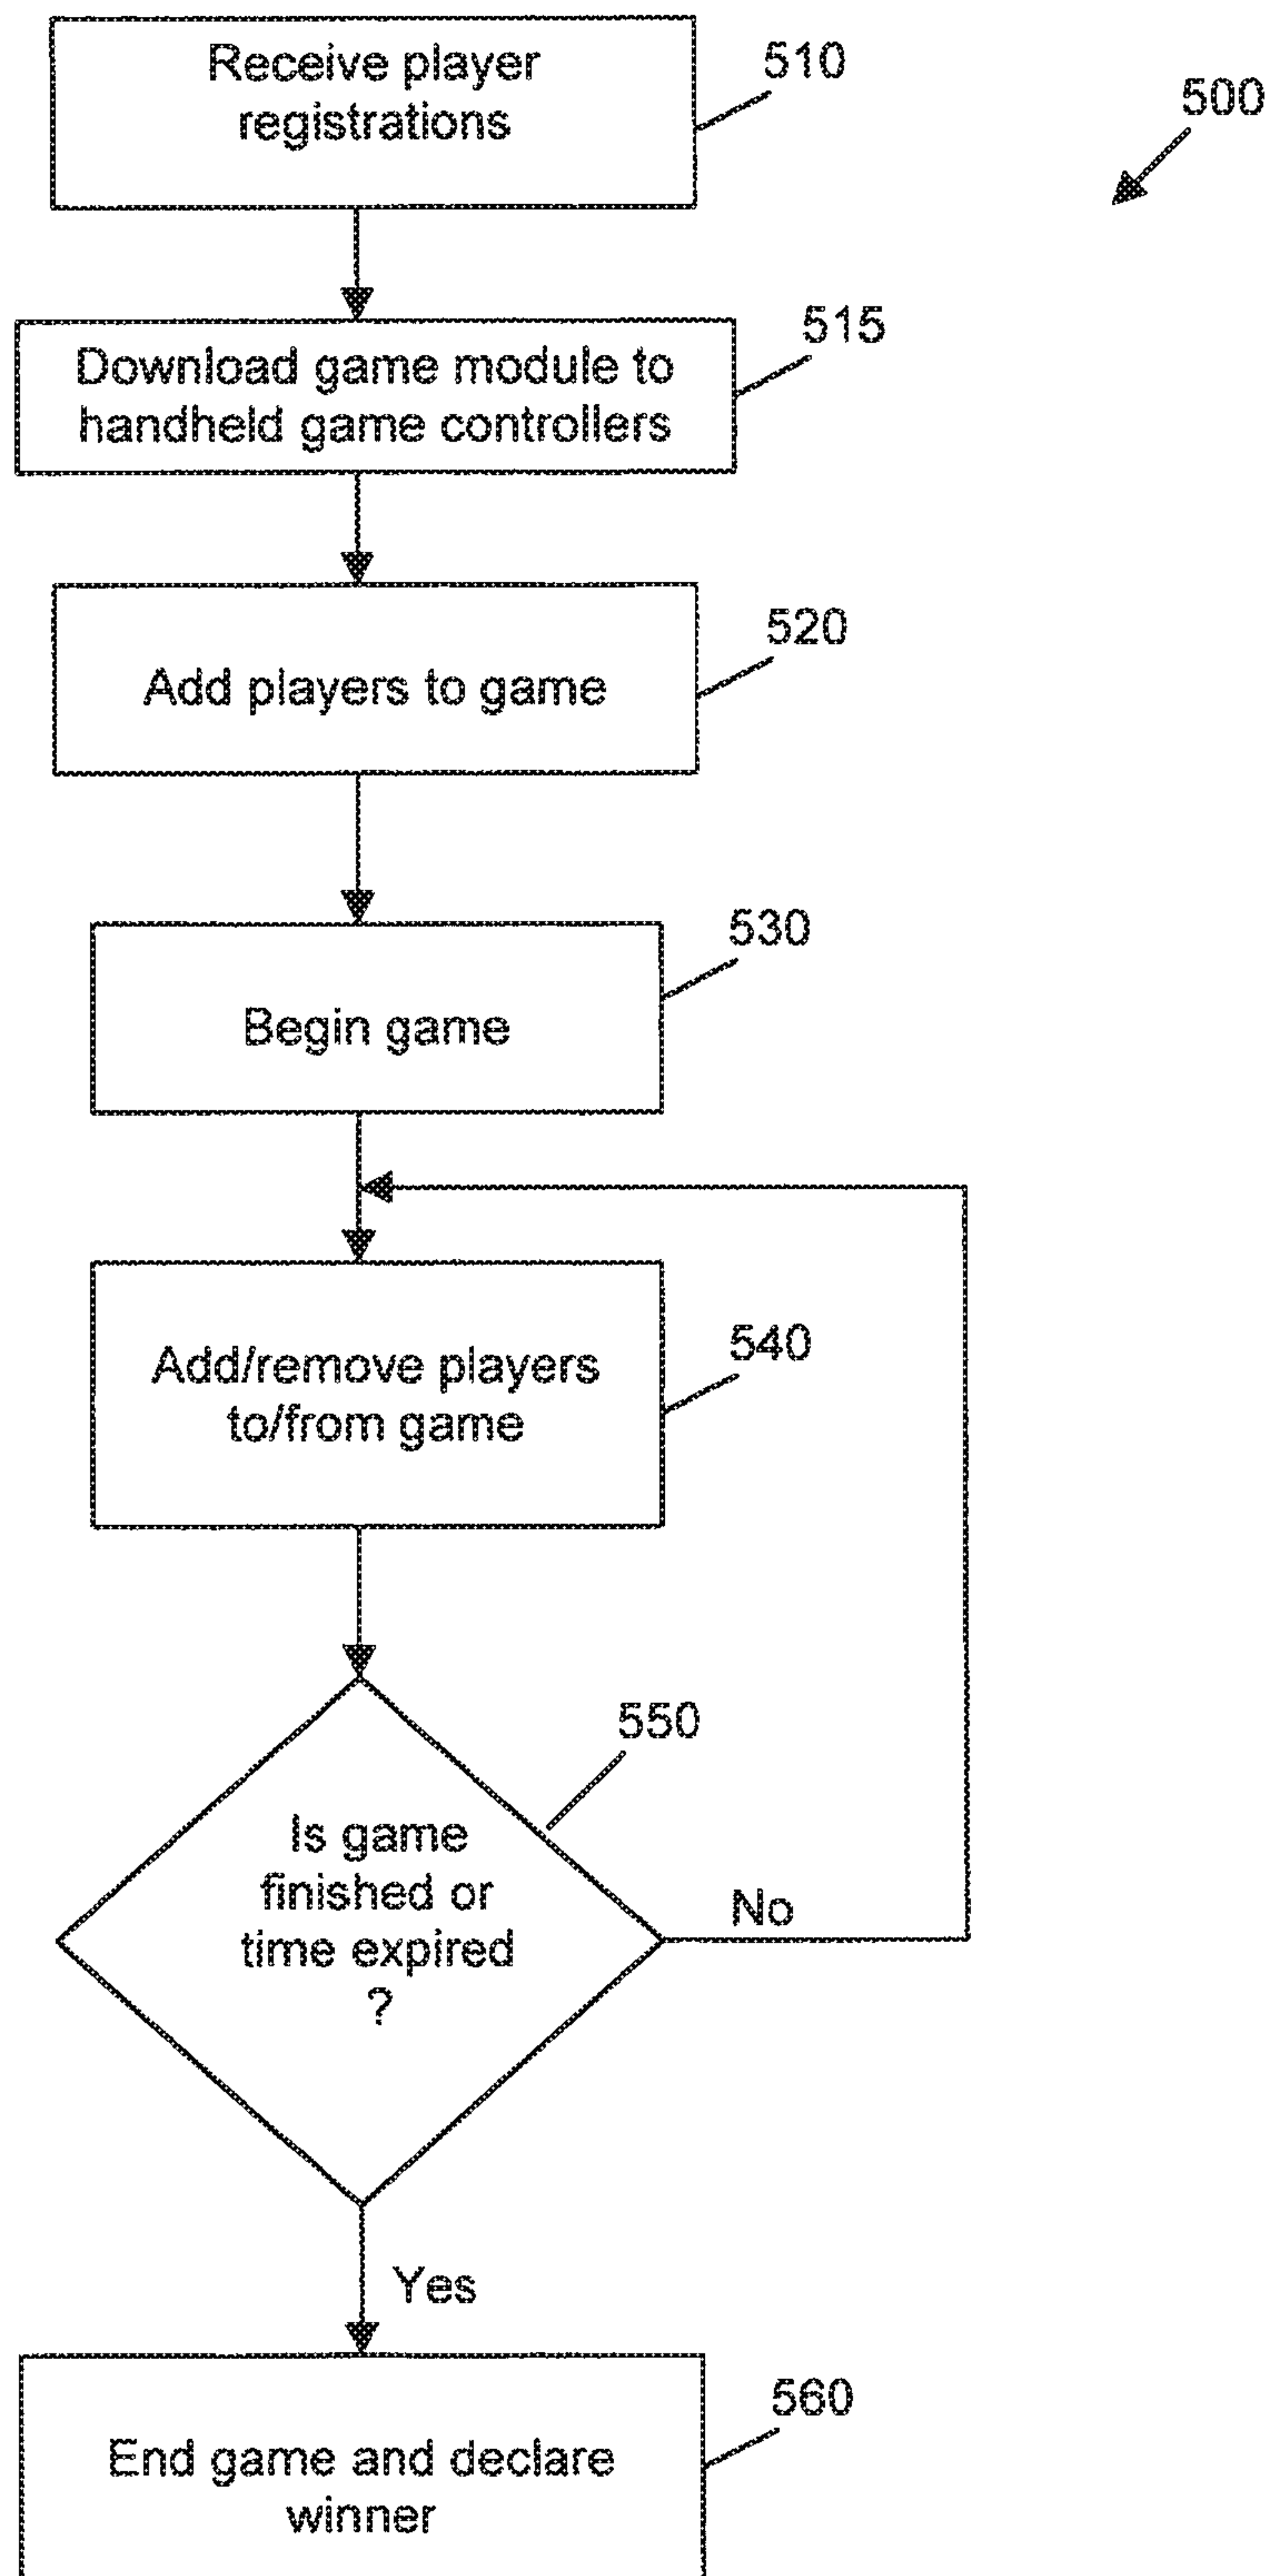 Receive player
registrations
510
500
Download game module to
handheld game controllers
515
Add players to game
520
Begin game
530
Add/remove players
to/from game
540
Is game
finished or
time expired
?
550
No
Yes
End game and declare
winner
560